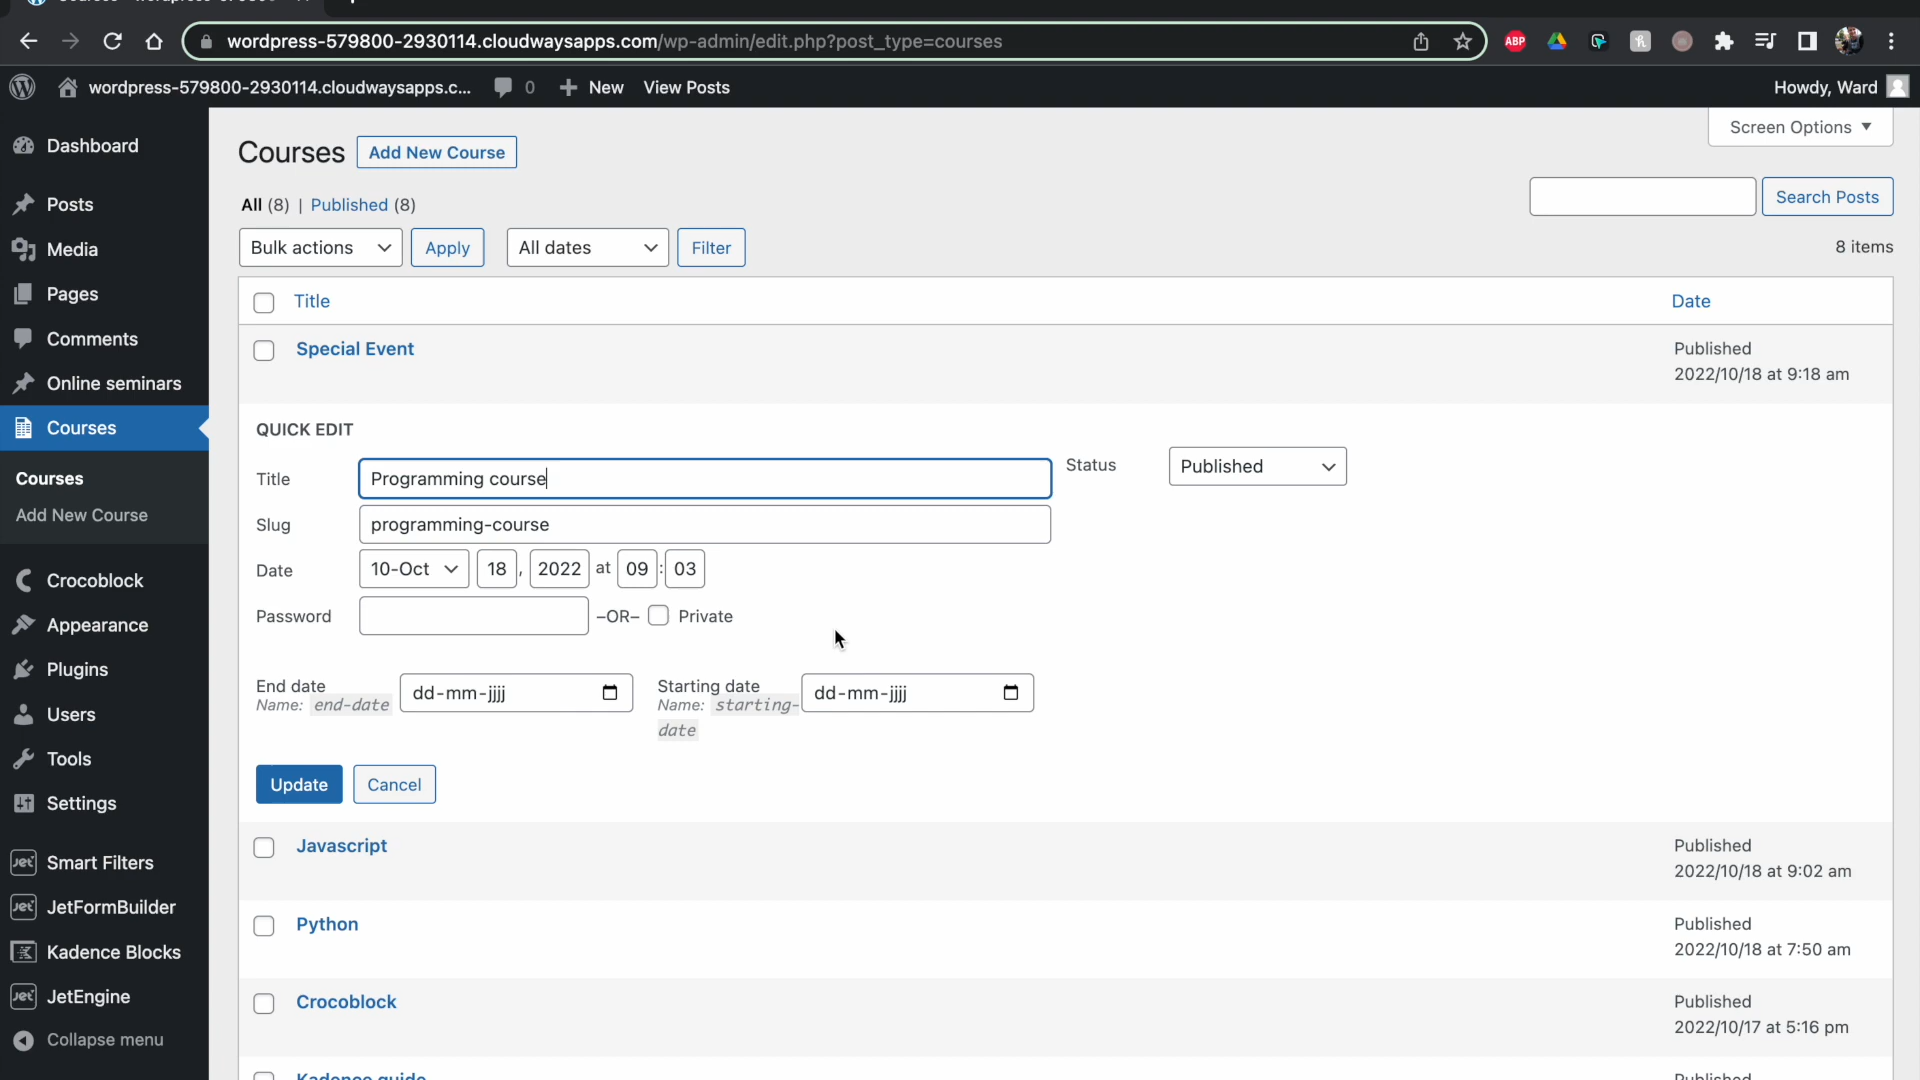 wordpress-579800-2930114.cloudwaysapps.com/wp-admin/edit.php?post_type=courses
ABP
wordpress-579800-2930114.cloudwaysapps.c... 0 New View Posts Howdy, Ward
Screen Options
Dashboard
Posts
Media
Pages
Comments
Online seminars
Courses
Courses
Add New Course
Crocoblock
Appearance
Plugins
Users
Tools
Settings
Jet Smart Filters
Jet JetFormBuilder
Kadence Blocks
Jet JetEngine
Collapse menu
Courses Add New Course
All (8) | Published (8)
Search Posts
Bulk actions Apply All dates Filter 8 items
Title Date
Special Event Published
2022/10/18 at 9:18 am
QUICK EDIT
Title Programming course Status Published
Slug programming-course
Date 10-Oct 18 , 2022 at 09 : 03
Password –OR– Private
End date dd-mm-jjjj Starting date dd-mm-jjjj
Name: end-date Name: starting-
date
Update Cancel
Javascript Published
2022/10/18 at 9:02 am
Python Published
2022/10/18 at 7:50 am
Crocoblock Published
2022/10/17 at 5:16 pm
Kadence guide Published